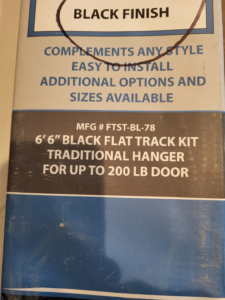 BLACK FINISH
COMPLEMENTS ANY STYLE
EASY TO INSTALL
ADDITIONAL OPTIONS AND
SIZES AVAILABLE
MFG # FTST-BL-78
6'6" BLACK FLAT TRACK KIT
TRADITIONAL HANGER
FOR UP TO 200 LB DOOR